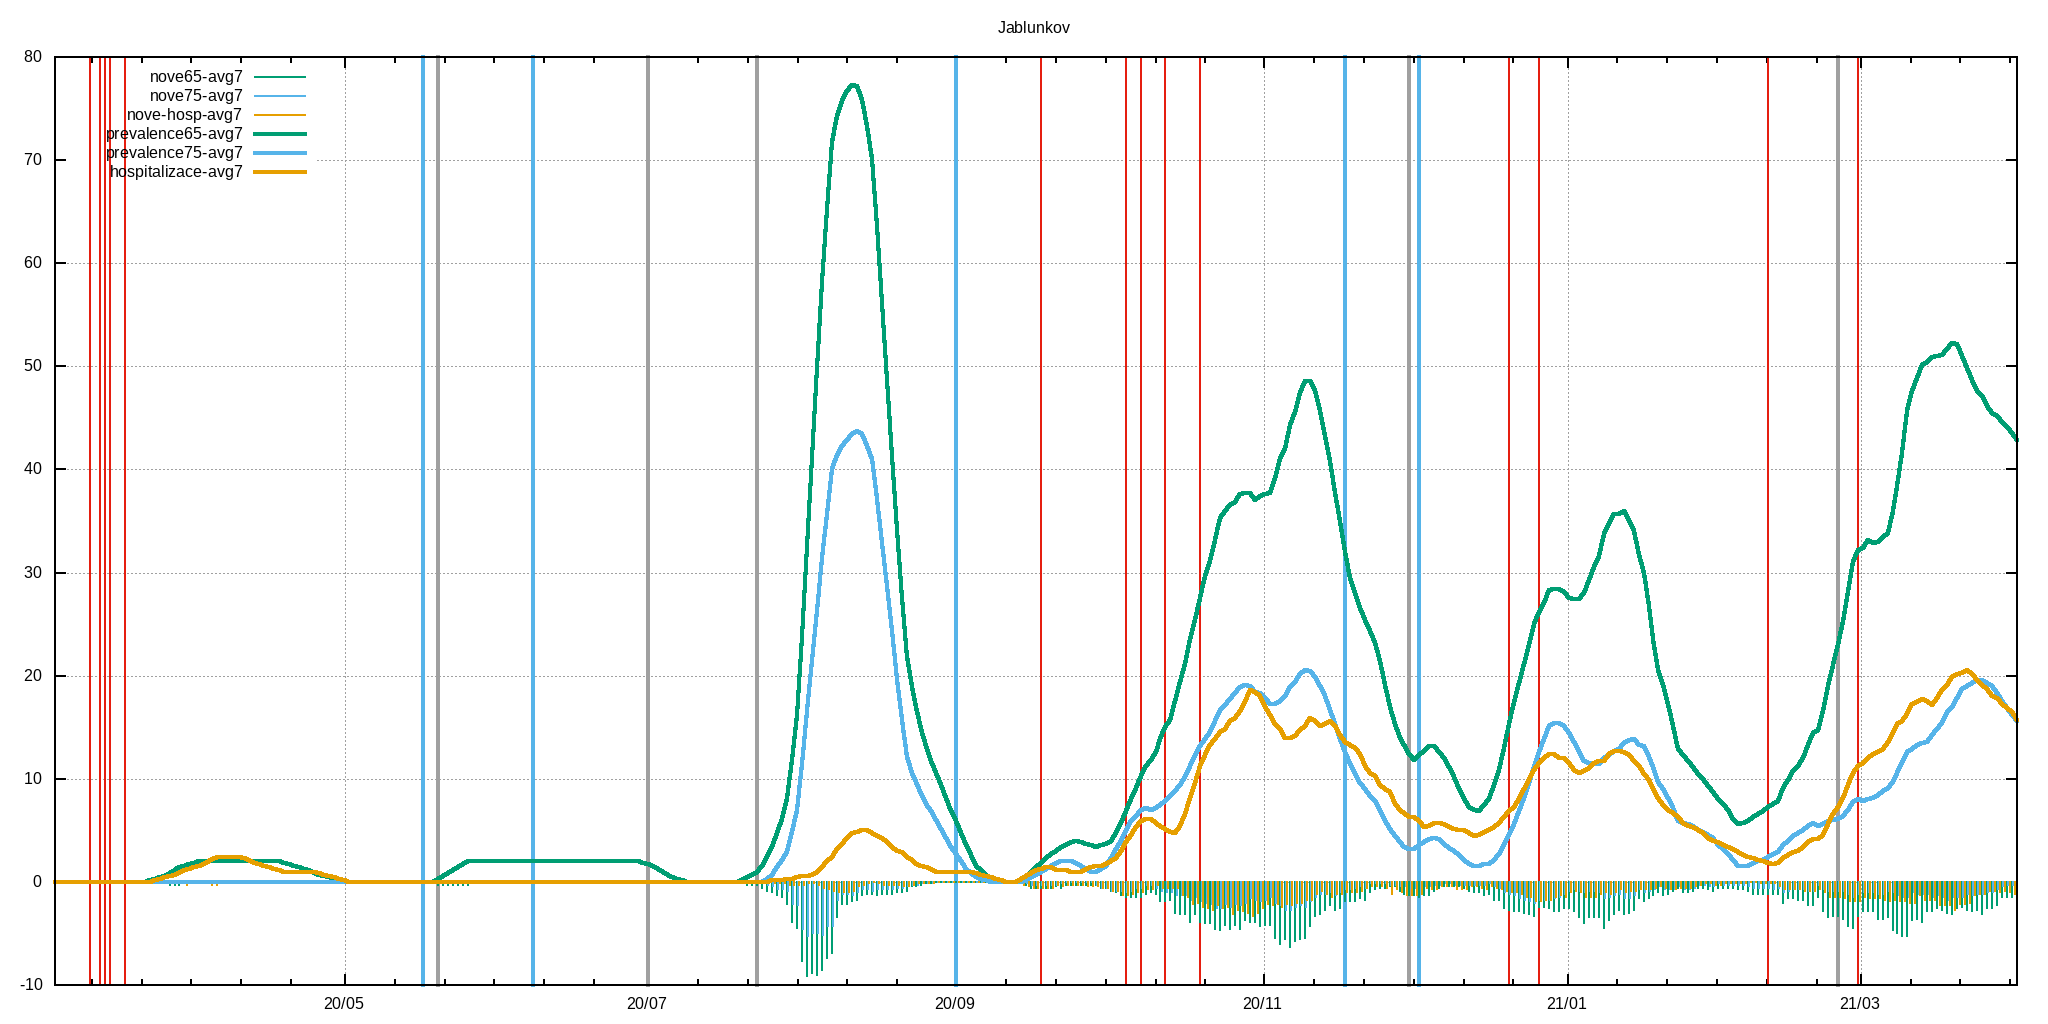 Jablunkov
80
70
60
50
40
30
20
10
0
-10
nove65-avg7
nove75-avg7
nove-hosp-avg7
prevalence65-avg7
prevalence75-avg7
hospitalizace-avg7
20/05
20/07
20/09
20/11
21/01
21/03